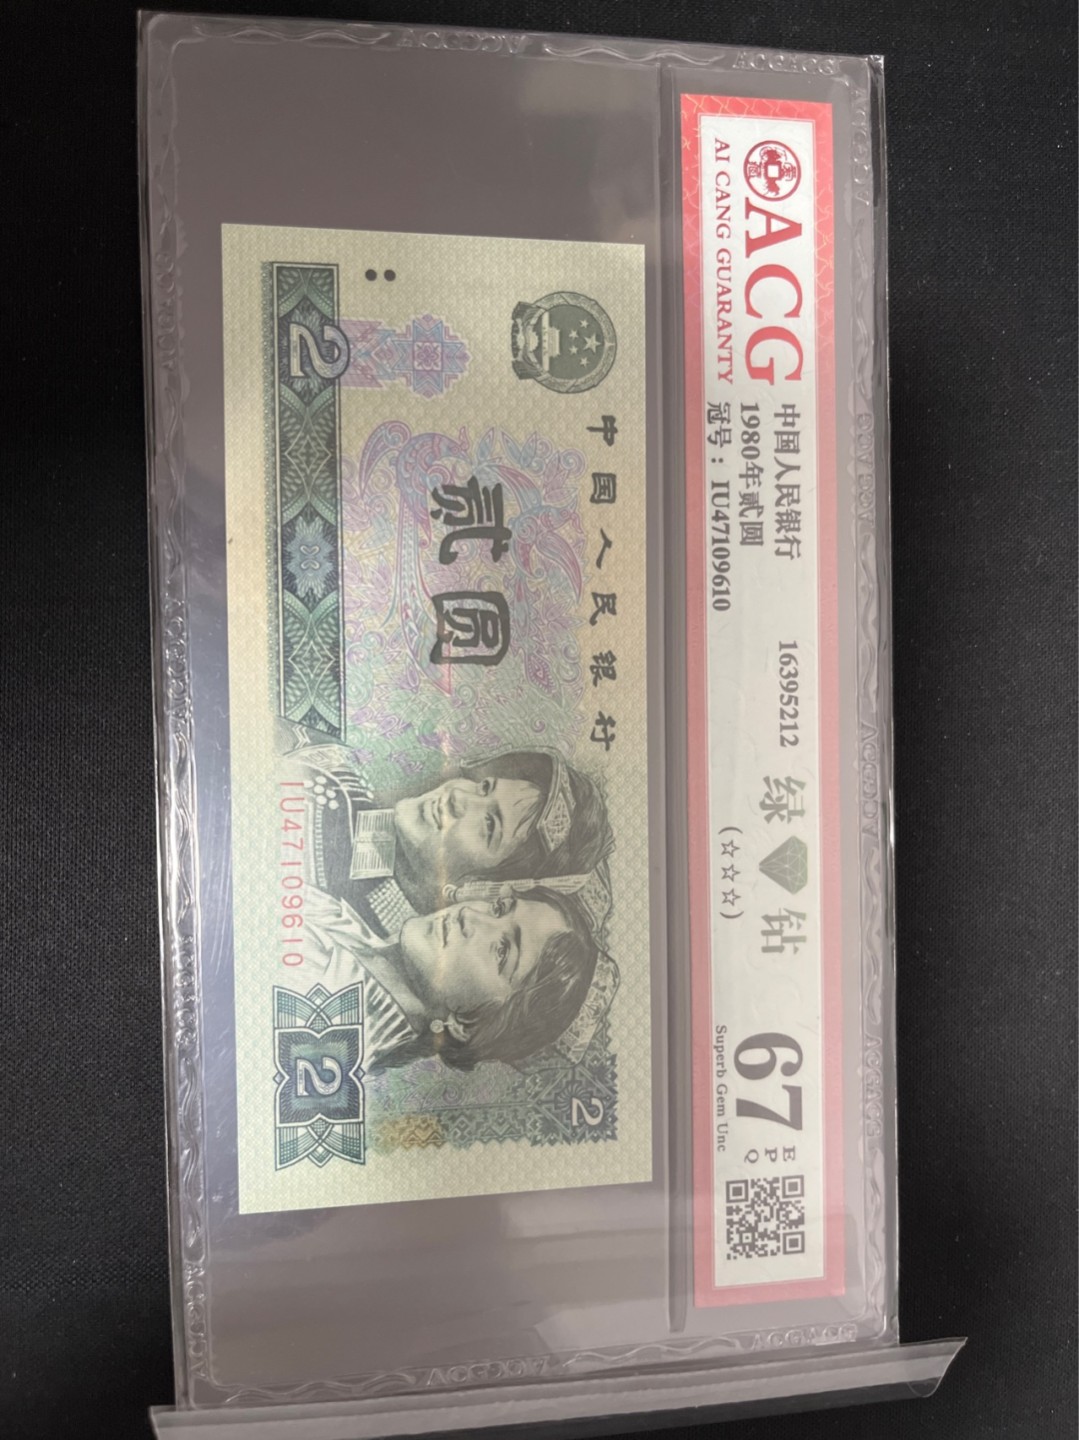 ACG
AI CANG GUARANTY
中国人民银行
1980年贰圆
冠号：IU47109610
16395212
绿钻
(☆☆☆)
67
E
P
Q
Superb Gem Unc
中国人民银行
贰圆
2
IU47109610
2
2